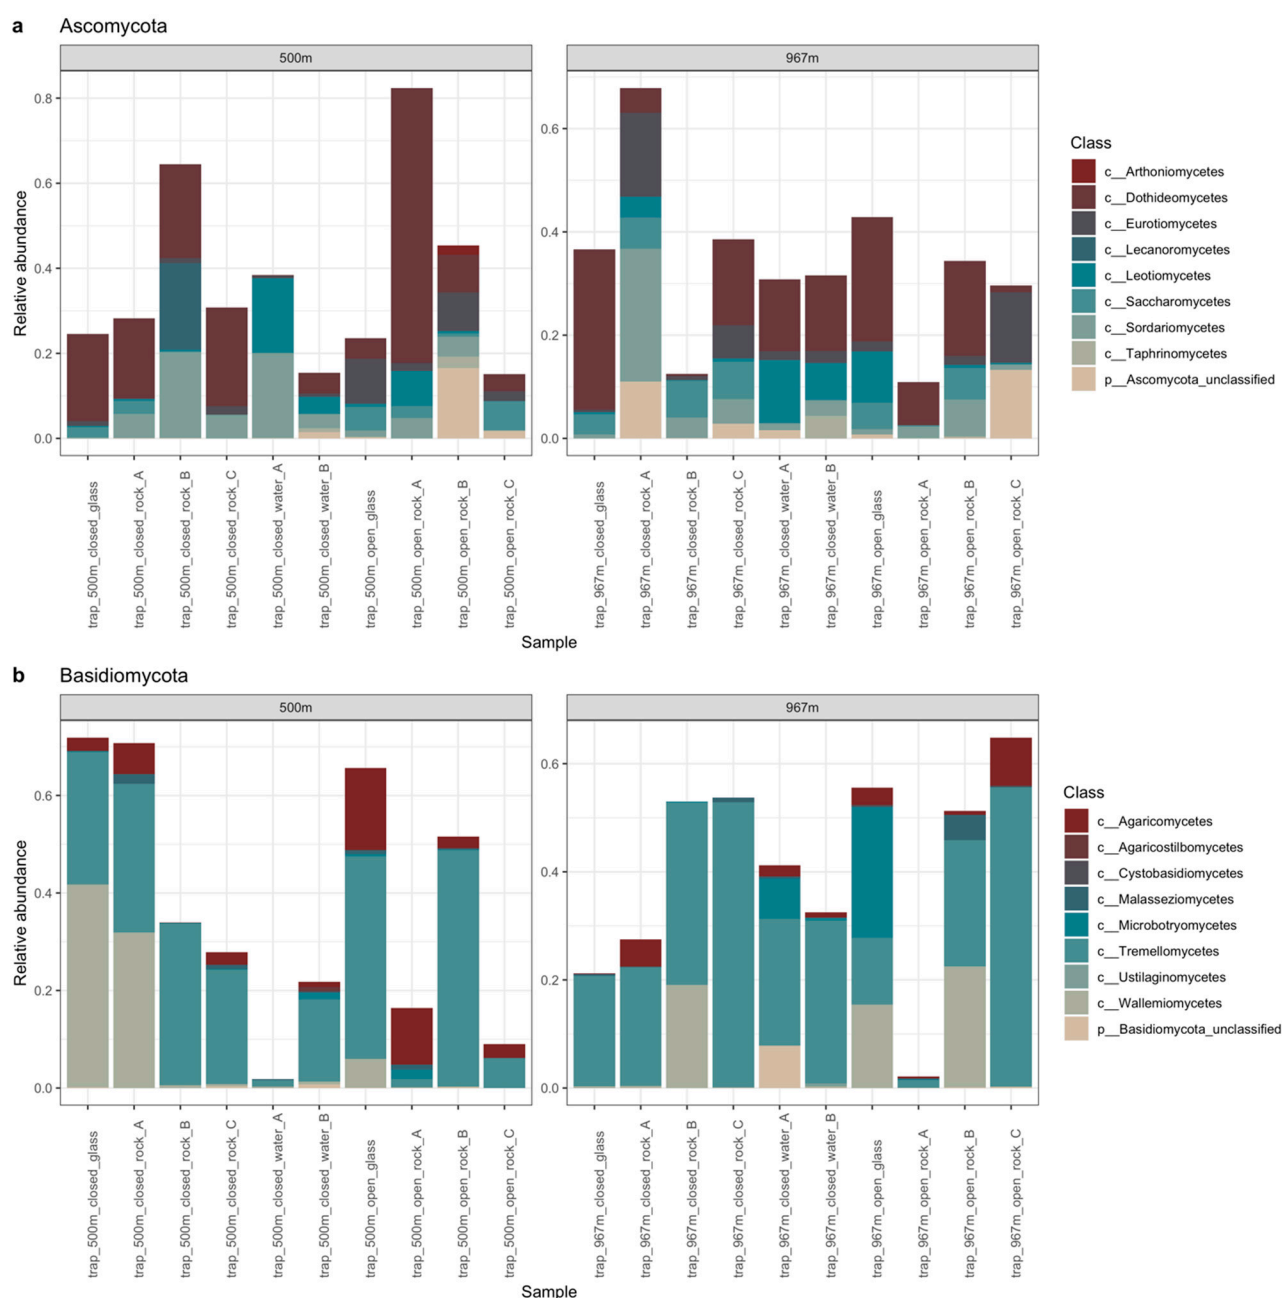 a Ascomycota
500m
967m
Relative abundance
0.8
0.6
0.4
0.2
0.0
0.6
0.4
0.2
0.0
trap_500m_closed_glass
trap_500m_closed_rock_A
trap_500m_closed_rock_B
trap_500m_closed_rock_C
trap_500m_closed_water_A
trap_500m_closed_water_B
trap_500m_open_glass
trap_500m_open_rock_A
trap_500m_open_rock_B
trap_500m_open_rock_C
trap_967m_closed_glass
trap_967m_closed_rock_A
trap_967m_closed_rock_B
trap_967m_closed_rock_C
trap_967m_closed_water_A
trap_967m_closed_water_B
trap_967m_open_glass
trap_967m_open_rock_A
trap_967m_open_rock_B
trap_967m_open_rock_C
Sample
Class
c__Arthoniomycetes
c__Dothideomycetes
c__Eurotiomycetes
c__Lecanoromycetes
c__Leotiomycetes
c__Saccharomycetes
c__Sordariomycetes
c__Taphrinomycetes
p__Ascomycota_unclassified
b Basidiomycota
500m
967m
Relative abundance
0.6
0.4
0.2
0.0
0.6
0.4
0.2
0.0
trap_500m_closed_glass
trap_500m_closed_rock_A
trap_500m_closed_rock_B
trap_500m_closed_rock_C
trap_500m_closed_water_A
trap_500m_closed_water_B
trap_500m_open_glass
trap_500m_open_rock_A
trap_500m_open_rock_B
trap_500m_open_rock_C
trap_967m_closed_glass
trap_967m_closed_rock_A
trap_967m_closed_rock_B
trap_967m_closed_rock_C
trap_967m_closed_water_A
trap_967m_closed_water_B
trap_967m_open_glass
trap_967m_open_rock_A
trap_967m_open_rock_B
trap_967m_open_rock_C
Sample
Class
c__Agaricomycetes
c__Agaricostilbomycetes
c__Cystobasidiomycetes
c__Malasseziomycetes
c__Microbotryomycetes
c__Tremellomycetes
c__Ustilaginomycetes
c__Wallemiomycetes
p__Basidiomycota_unclassified